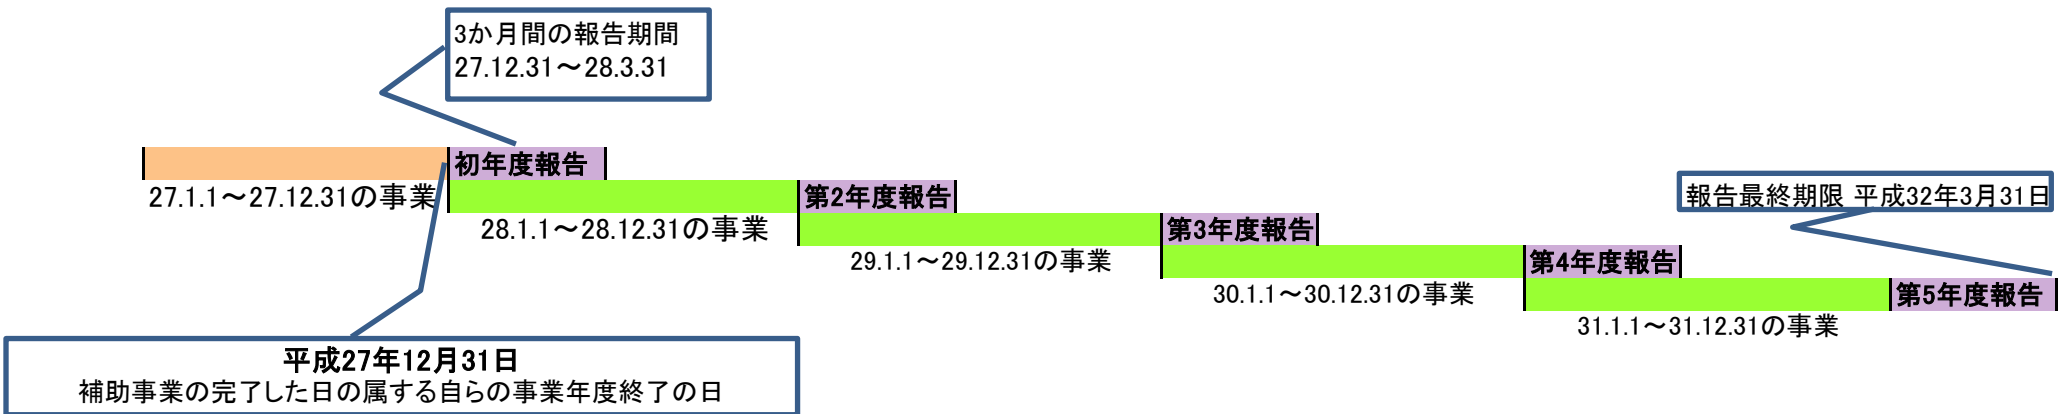 3か月間の報告期間
27.12.31～28.3.31
初年度報告
27.1.1～27.12.31の事業
第2年度報告
28.1.1～28.12.31の事業
報告最終期限 平成32年3月31日
第3年度報告
29.1.1～29.12.31の事業
第4年度報告
30.1.1～30.12.31の事業
第5年度報告
31.1.1～31.12.31の事業
平成27年12月31日
補助事業の完了した日の属する自らの事業年度終了の日